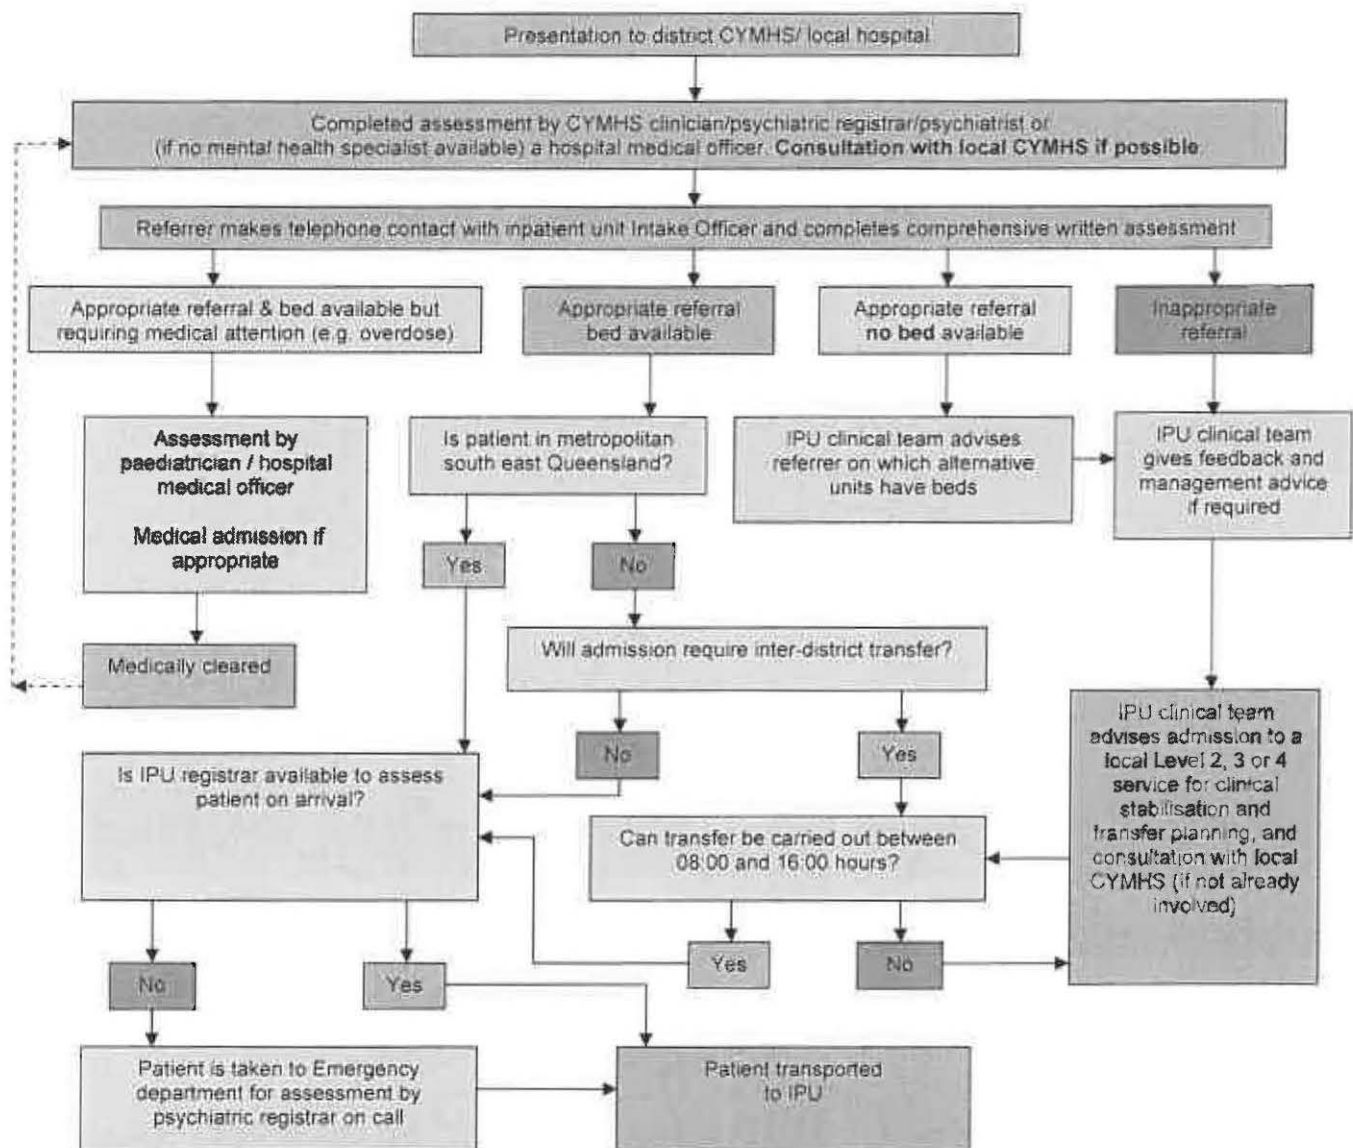 Presentation to district CYMHS/ local hospital
Completed assessment by CYMHS clinician/psychiatric registrar/psychiatrist or
(if no mental health specialist available) a hospital medical officer. Consultation with local CYMHS if possible
Referrer makes telephone contact with inpatient unit Intake Officer and completes comprehensive written assessment
Appropriate referral & bed available but
requiring medical attention (e.g. overdose)
Appropriate referral
bed available
Appropriate referral
no bed available
Inappropriate
referral
Assessment by
paediatrician / hospital
medical officer
Medical admission if
appropriate
Is patient in metropolitan
south east Queensland?
IPU clinical team advises
referrer on which alternative
units have beds
IPU clinical team
gives feedback and
management advice
if required
Yes
No
Medically cleared
Will admission require inter-district transfer?
No
Yes
IPU clinical team
advises admission to a
local Level 2, 3 or 4
service for clinical
stabilisation and
transfer planning, and
consultation with local
CYMHS (if not already
involved)
Is IPU registrar available to assess
patient on arrival?
Can transfer be carried out between
08:00 and 16:00 hours?
No
Yes
Yes
No
Patient is taken to Emergency
department for assessment by
psychiatric registrar on call
Patient transported
to IPU